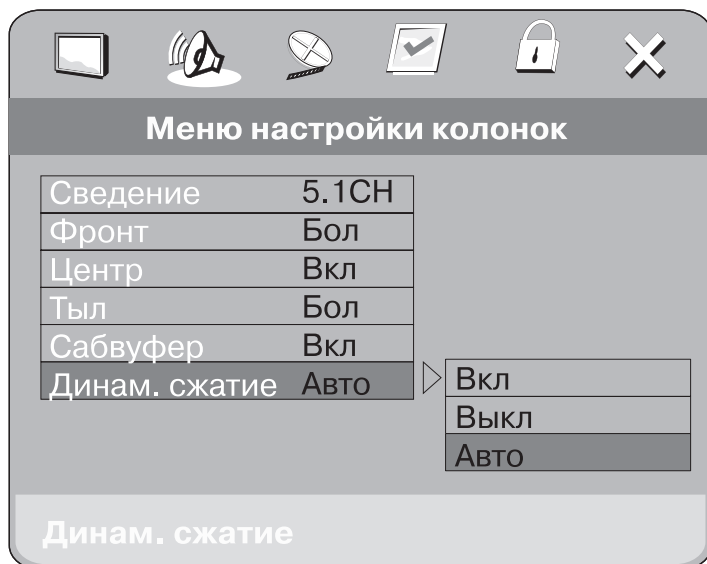 Меню настройки колонок
Сведение 5.1CH
Фронт Бол
Центр Вкл
Тыл Бол
Сабвуфер Вкл
Динам. сжатие Авто
Вкл
Выкл
Авто
Динам. сжатие